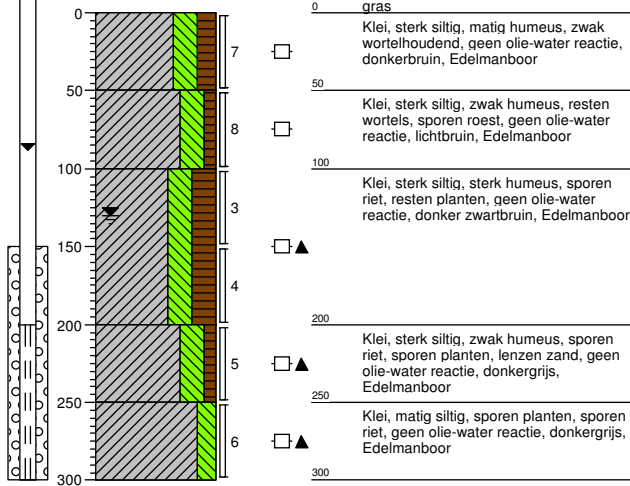 0
gras
0
Klei, sterk siltig, matig humeus, zwak
wortelhoudend, geen olie-water reactie,
donkerbruin, Edelmanboor
7
50
50
Klei, sterk siltig, zwak humeus, resten
wortels, sporen roest, geen olie-water
reactie, lichtbruin, Edelmanboor
8
100
100
Klei, sterk siltig, sterk humeus, sporen
riet, resten planten, geen olie-water
reactie, donker zwartbruin, Edelmanboor
3
150
4
200
200
Klei, sterk siltig, zwak humeus, sporen
riet, sporen planten, lenzen zand, geen
olie-water reactie, donkergrijs,
Edelmanboor
5
250
250
Klei, matig siltig, sporen planten, sporen
riet, geen olie-water reactie, donkergrijs,
Edelmanboor
6
300
300